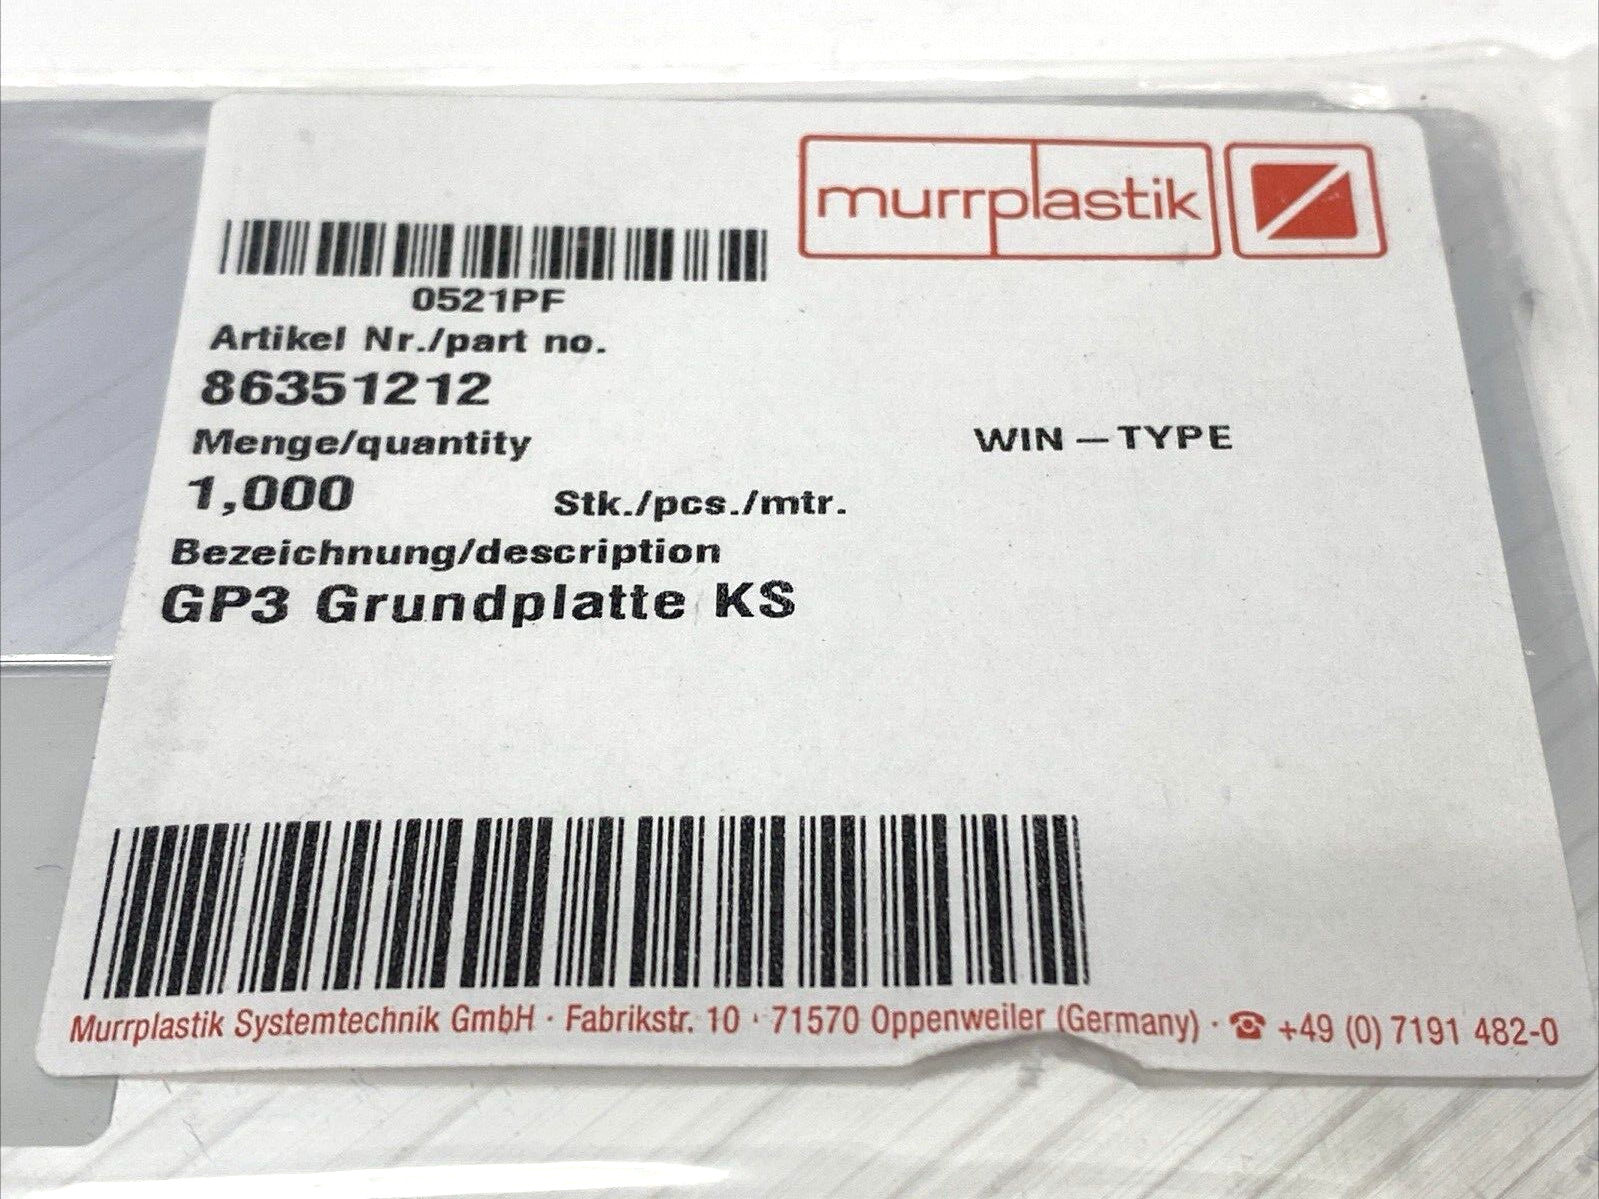 murrplastik
0521PF
Artikel Nr./part no.
86351212
Menge/quantity
WIN – TYPE
1,000 Stk./pcs./mtr.
Bezeichnung/description
GP3 Grundplatte KS
Murrplastik Systemtechnik GmbH · Fabrikstr. 10 · 71570 Oppenweiler (Germany) · ☎ +49 (0) 7191 482-0